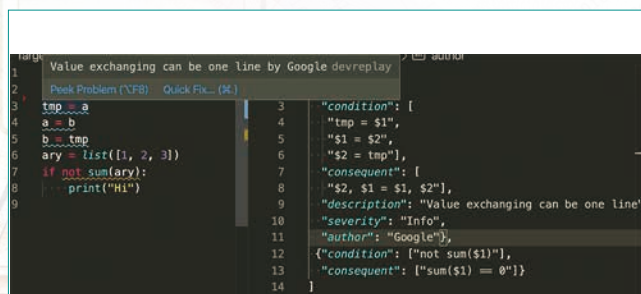 Value exchanging can be one line by Google devreplay
Peek Problem (⌥F8) Quick Fix... (⌘.)
author
1
2
3 tmp = a
4 a = b
5 b = tmp
6 ary = list([1, 2, 3])
7 if not sum(ary):
8 ····print("Hi")
9
3 "condition": [
4 "tmp = $1",
5 "$1 = $2",
6 "$2 = tmp"],
7 "consequent": [
8 "$2, $1 = $1, $2"],
9 "description": "Value exchanging can be one line"
10 "severity": "Info",
11 "author": "Google"},
12 {"condition": ["not sum($1)"],
13 "consequent": ["sum($1) == 0"]}
14 ]